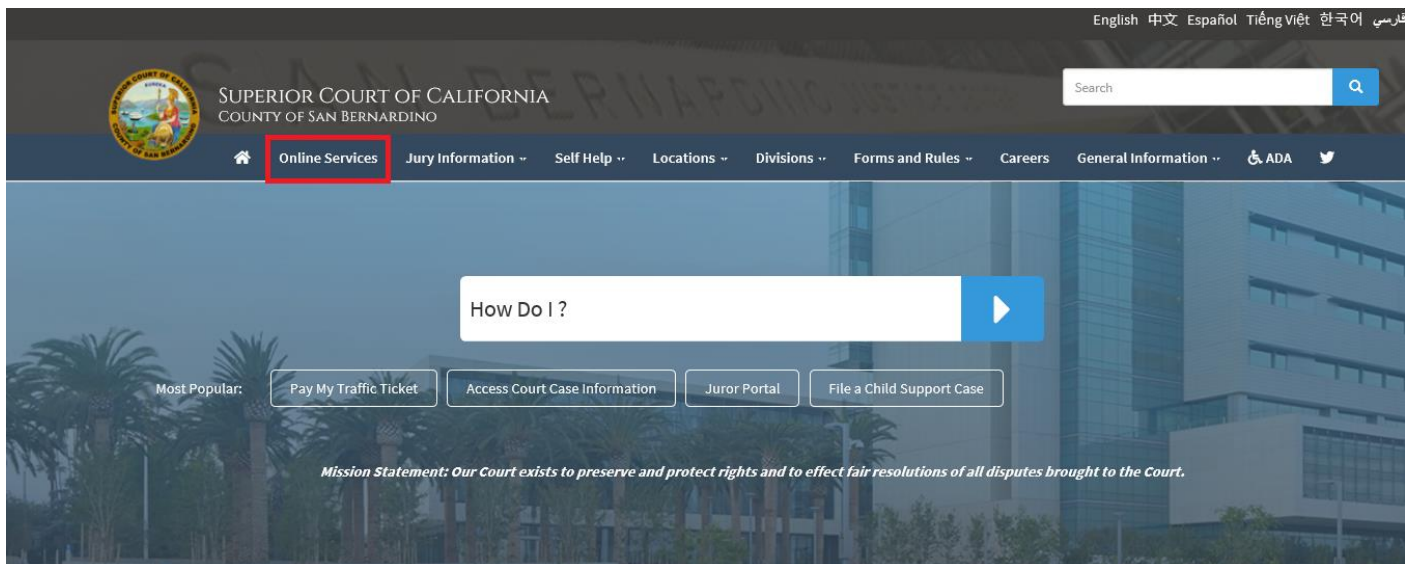 English 中文 Español Tiếng Việt 한국어 فارسي
SUPERIOR COURT OF CALIFORNIA
COUNTY OF SAN BERNARDINO
Search
Online Services Jury Information Self Help Locations Divisions Forms and Rules Careers General Information ADA
How Do I ?
Most Popular: Pay My Traffic Ticket Access Court Case Information Juror Portal File a Child Support Case
Mission Statement: Our Court exists to preserve and protect rights and to effect fair resolutions of all disputes brought to the Court.